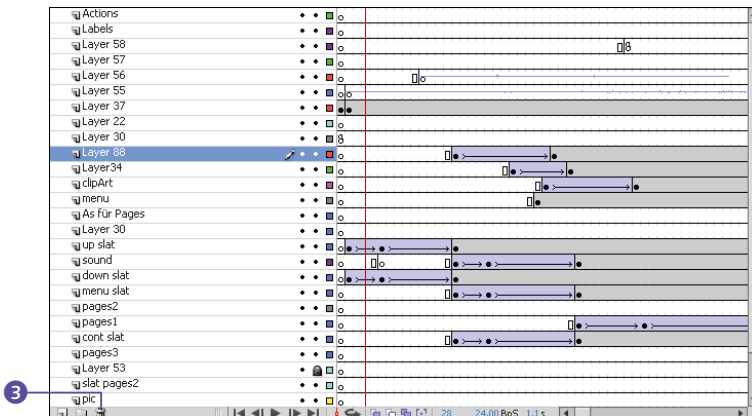 Actions
Labels
Layer 58
Layer 57
Layer 56
Layer 55
Layer 37
Layer 22
Layer 30
Layer 88
Layer34
clipArt
menu
As für Pages
Layer 30
up slat
sound
down slat
menu slat
pages2
pages1
cont slat
pages3
Layer 53
slat pages2
3
pic
28 24.00 BpS 1.1s